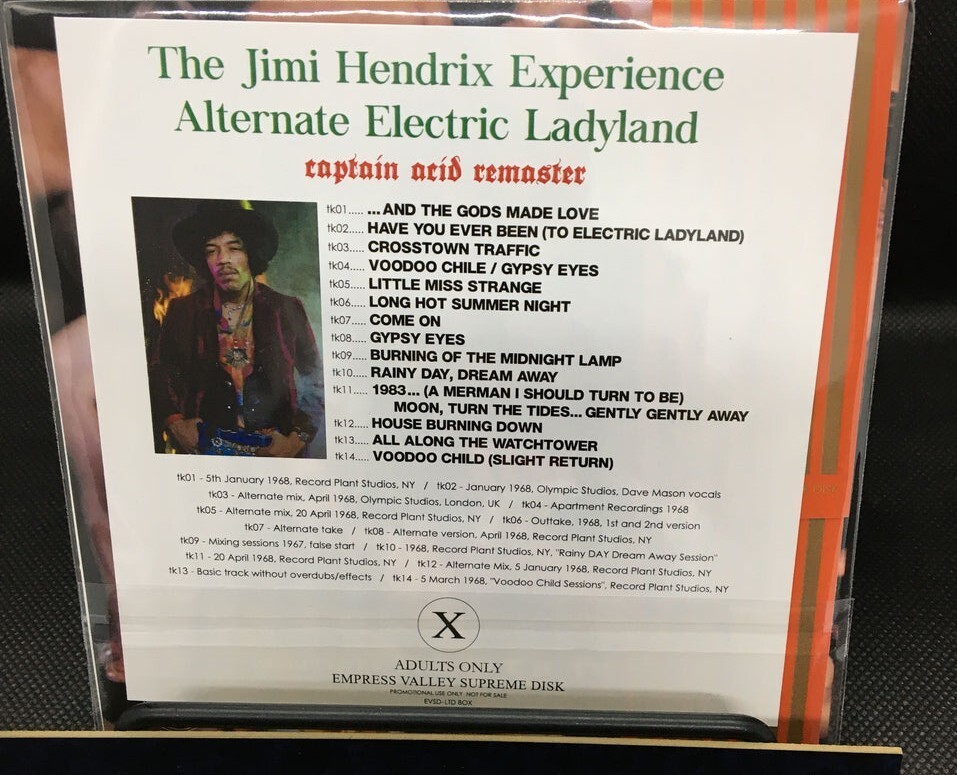 The Jimi Hendrix Experience
Alternate Electric Ladyland
captain acid remaster
tk01..... ...AND THE GODS MADE LOVE
tk02..... HAVE YOU EVER BEEN (TO ELECTRIC LADYLAND)
tk03..... CROSSTOWN TRAFFIC
tk04..... VOODOO CHILE / GYPSY EYES
tk05..... LITTLE MISS STRANGE
tk06..... LONG HOT SUMMER NIGHT
tk07..... COME ON
tk08..... GYPSY EYES
tk09..... BURNING OF THE MIDNIGHT LAMP
tk10..... RAINY DAY, DREAM AWAY
tk11..... 1983... (A MERMAN I SHOULD TURN TO BE)
MOON, TURN THE TIDES... GENTLY GENTLY AWAY
tk12..... HOUSE BURNING DOWN
tk13..... ALL ALONG THE WATCHTOWER
tk14..... VOODOO CHILD (SLIGHT RETURN)
tk01 - 5th January 1968, Record Plant Studios, NY / tk02 - January 1968, Olympic Studios, Dave Mason vocals
tk03 - Alternate mix, April 1968, Olympic Studios, London, UK / tk04 - Apartment Recordings 1968
tk05 - Alternate mix, 20 April 1968, Record Plant Studios, NY / tk06 - Outtake, 1968, 1st and 2nd version
tk07 - Alternate take / tk08 - Alternate version, April 1968, Record Plant Studios, NY
tk09 - Mixing sessions 1967, false start / tk10 - 1968, Record Plant Studios, NY, "Rainy DAY Dream Away Session"
tk11 - 20 April 1968, Record Plant Studios, NY / tk12 - Alternate Mix, 5 January 1968, Record Plant Studios, NY
tk13 - Basic track without overdubs/effects / tk14 - 5 March 1968, "Voodoo Child Sessions", Record Plant Studios, NY
X
ADULTS ONLY
EMPRESS VALLEY SUPREME DISK
PROMOTIONAL USE ONLY NOT FOR SALE
EVSD-LTD BOX